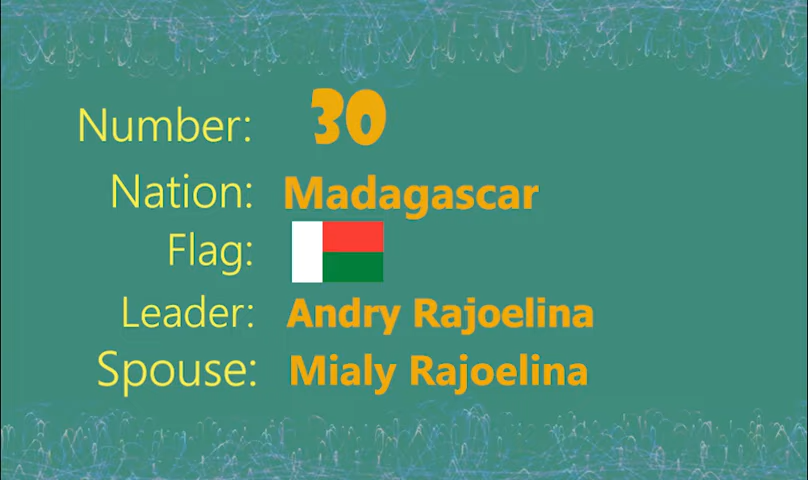 Number: 30
Nation: Madagascar
Flag:
Leader: Andry Rajoelina
Spouse: Mialy Rajoelina